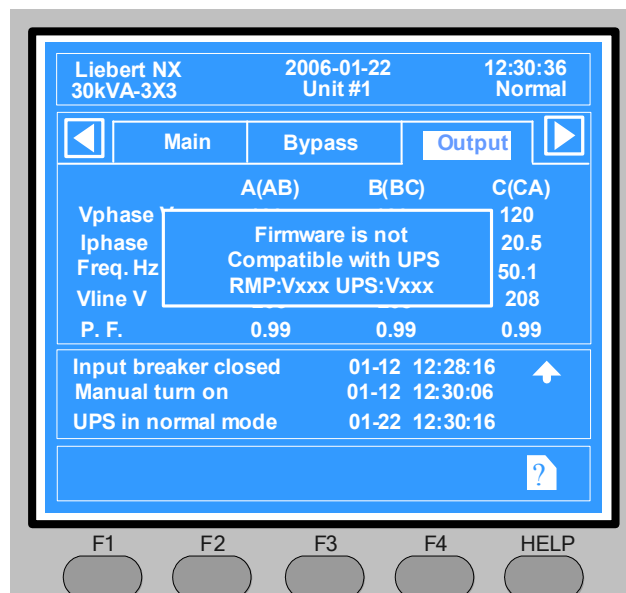 Liebert NX 2006-01-22 12:30:36
30kVA-3X3 Unit #1 Normal
Main Bypass Output
A(AB) B(BC) C(CA)
Vphase 120
Iphase 20.5
Freq. Hz 50.1
Vline V 208
Firmware is not
Compatible with UPS
RMP:Vxxx UPS:Vxxx
P. F. 0.99 0.99 0.99
Input breaker closed 01-12 12:28:16
Manual turn on 01-12 12:30:06
UPS in normal mode 01-22 12:30:16
?
F1 F2 F3 F4 HELP